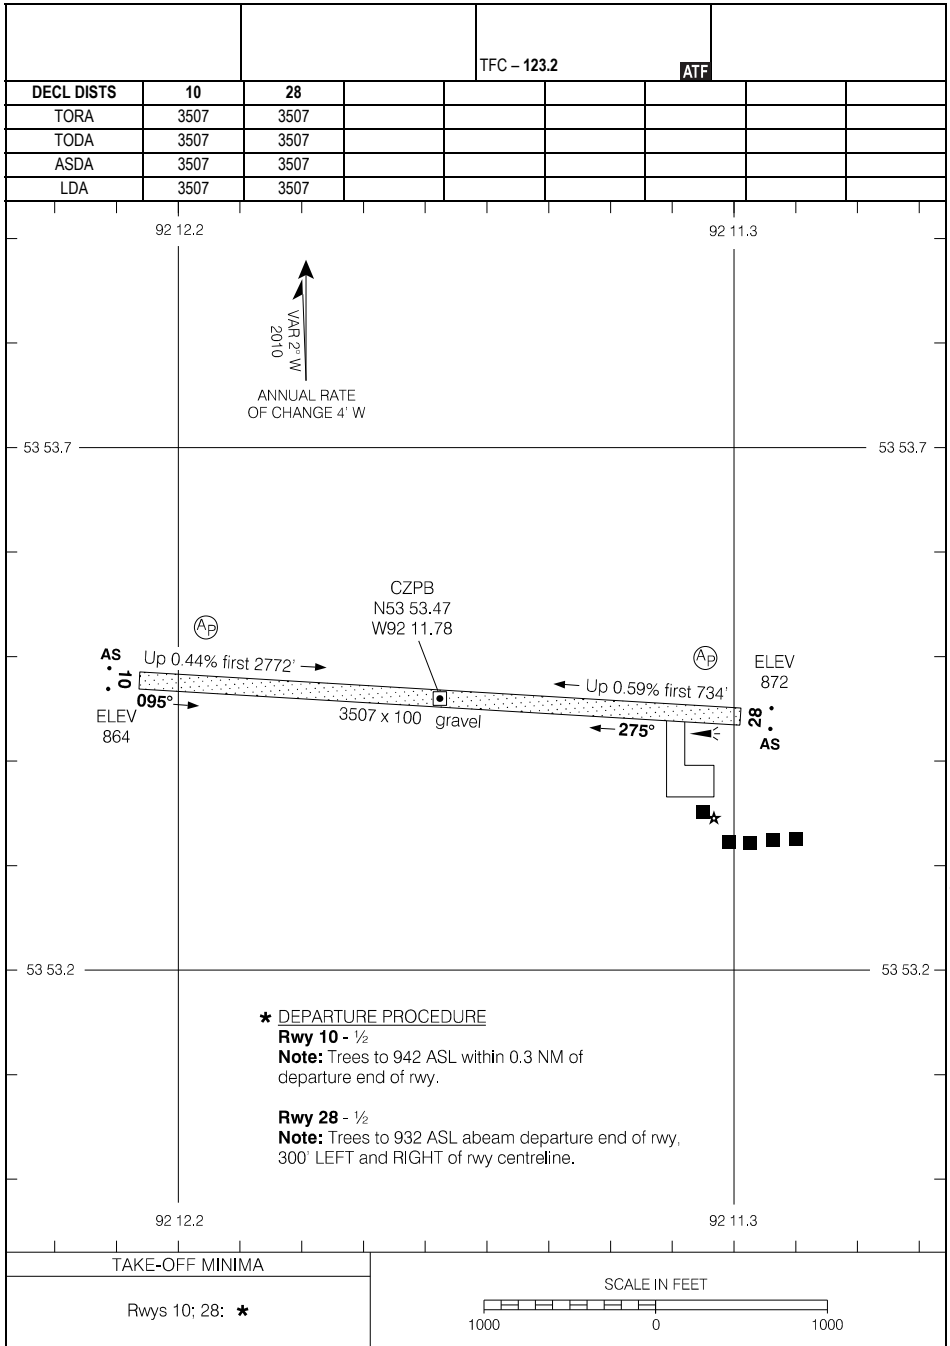 TFC – 123.2 ATF
DECL DISTS 10 28
TORA 3507 3507
TODA 3507 3507
ASDA 3507 3507
LDA 3507 3507
92 12.2 92 11.3
VAR 2° W
2010
ANNUAL RATE
OF CHANGE 4' W
53 53.7 53 53.7
CZPB
N53 53.47
W92 11.78
AP
AS
Up 0.44% first 2772'
10
095°
ELEV
864
3507 x 100 gravel
AP
ELEV
872
Up 0.59% first 734'
28
275°
AS
53 53.2 53 53.2
* DEPARTURE PROCEDURE
Rwy 10 - ½
Note: Trees to 942 ASL within 0.3 NM of
departure end of rwy.
Rwy 28 - ½
Note: Trees to 932 ASL abeam departure end of rwy,
300' LEFT and RIGHT of rwy centreline.
92 12.2 92 11.3
TAKE-OFF MINIMA
Rwys 10; 28: *
SCALE IN FEET
1000 0 1000